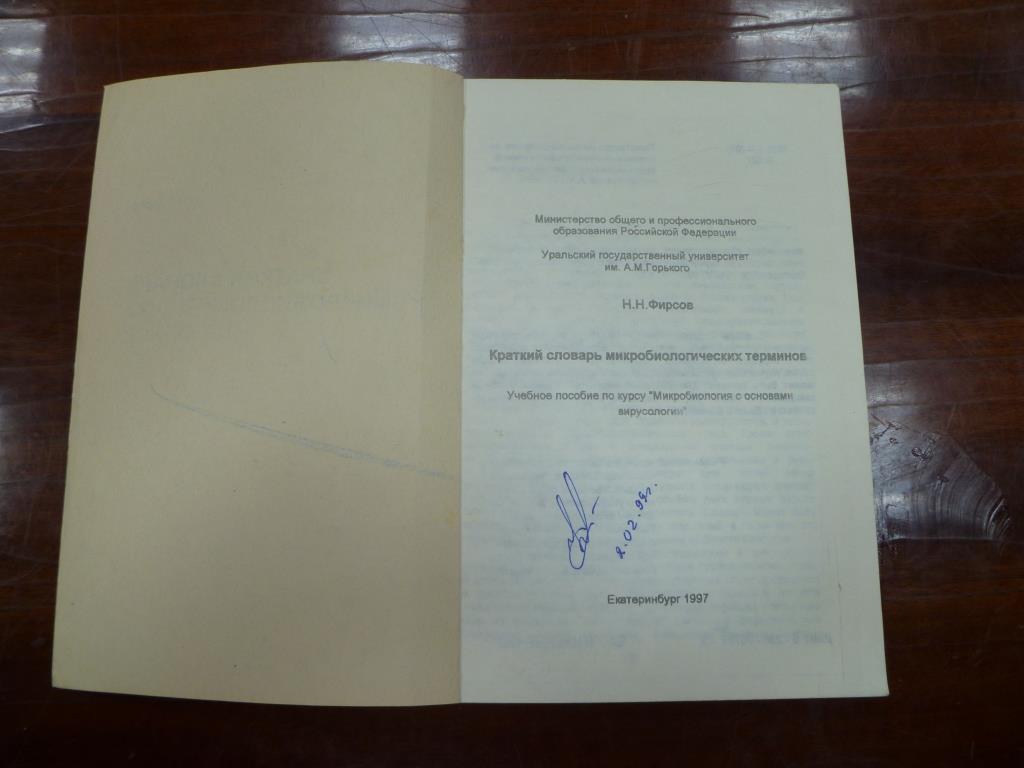 Министерство общего и профессионального
образования Российской Федерации
Уральский государственный университет
им. А.М.Горького
Н.Н.Фирсов
Краткий словарь микробиологических терминов
Учебное пособие по курсу "Микробиология с основами
вирусологии"
8.02.99г.
Екатеринбург 1997